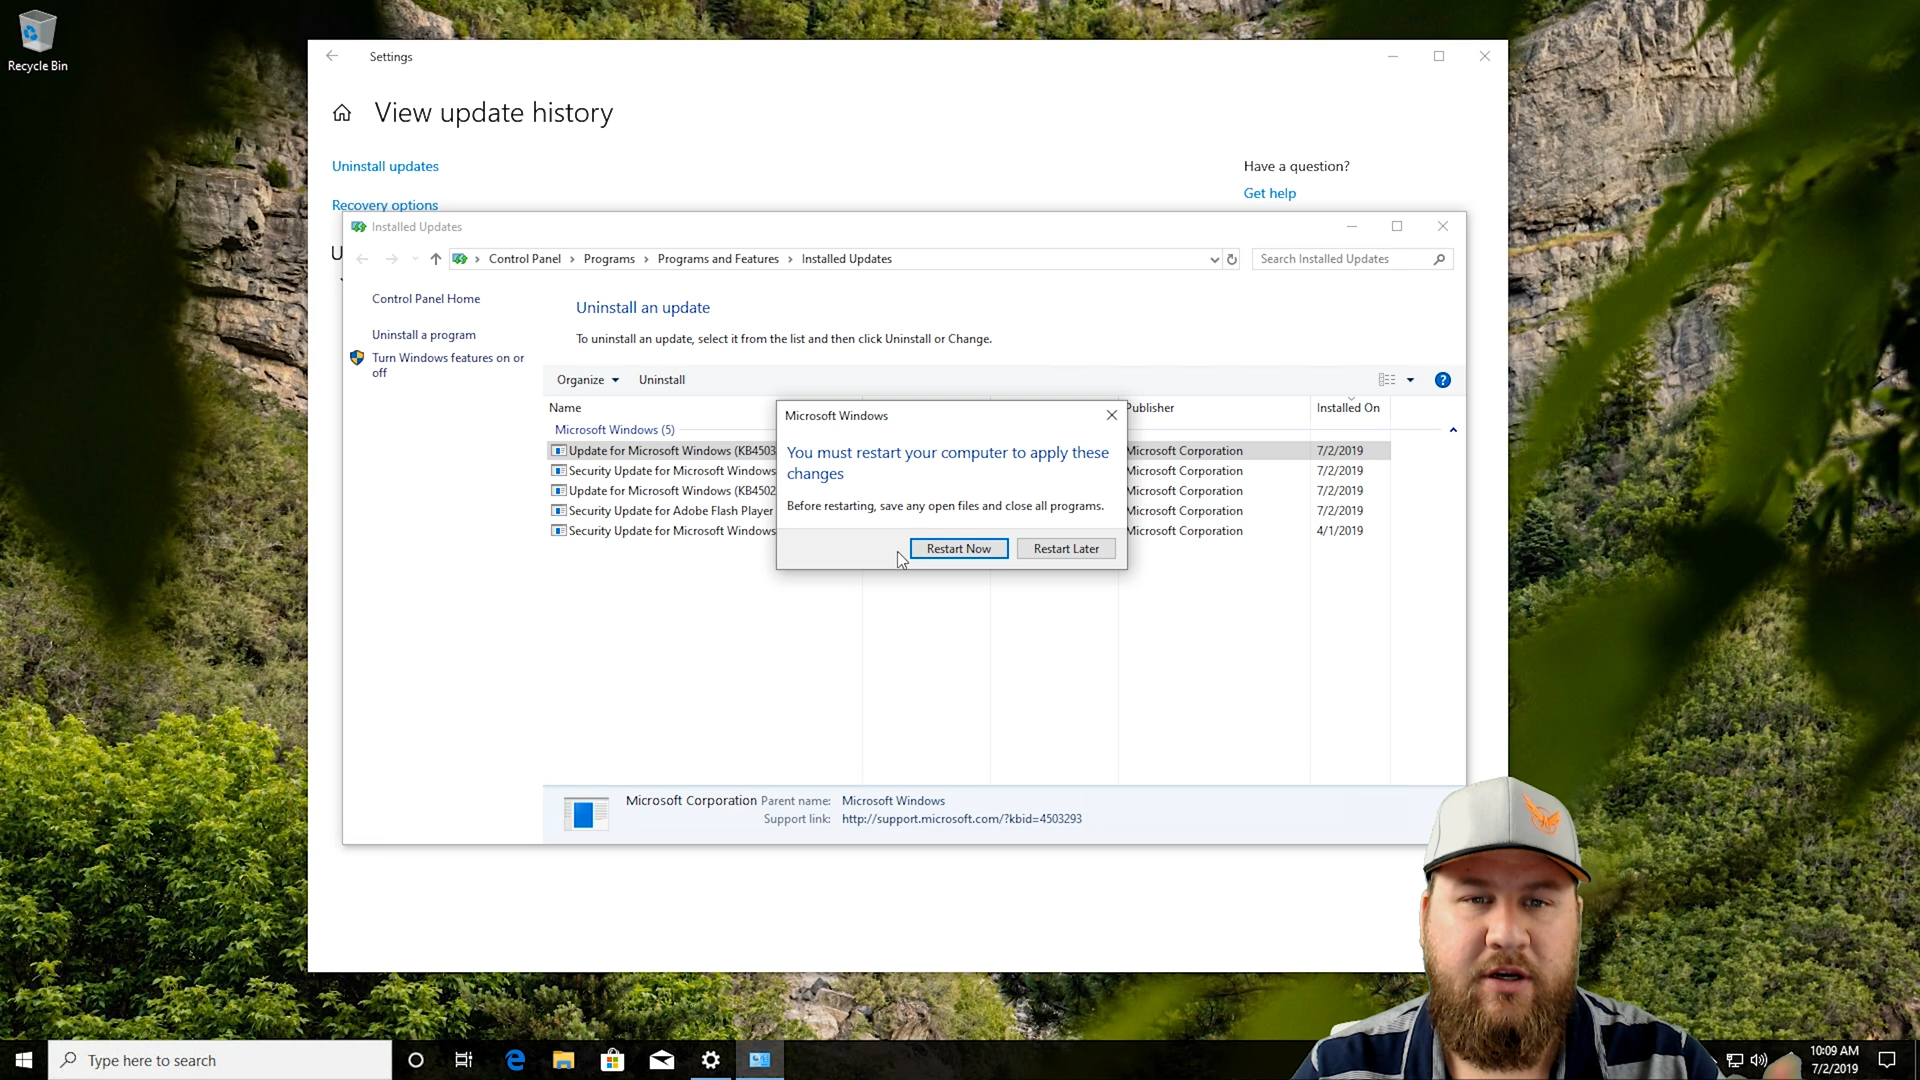 Recycle Bin
Settings
View update history
Uninstall updates
Have a question?
Get help
Recovery options
Installed Updates
U
Control Panel > Programs > Programs and Features > Installed Updates
Search Installed Updates
Control Panel Home
Uninstall a program
Turn Windows features on or
off
Uninstall an update
To uninstall an update, select it from the list and then click Uninstall or Change.
Organize
Uninstall
?
Name
Publisher
Installed On
Microsoft Windows (5)
Update for Microsoft Windows (KB4503
Microsoft Corporation
7/2/2019
Security Update for Microsoft Windows
Microsoft Corporation
7/2/2019
Update for Microsoft Windows (KB4502
Microsoft Corporation
7/2/2019
Security Update for Adobe Flash Player
Microsoft Corporation
7/2/2019
Security Update for Microsoft Windows
Microsoft Corporation
4/1/2019
Microsoft Windows
You must restart your computer to apply these
changes
Before restarting, save any open files and close all programs.
Restart Now
Restart Later
Microsoft Corporation
Parent name: Microsoft Windows
Support link: http://support.microsoft.com/?kbid=4503293
Type here to search
10:09 AM
7/2/2019